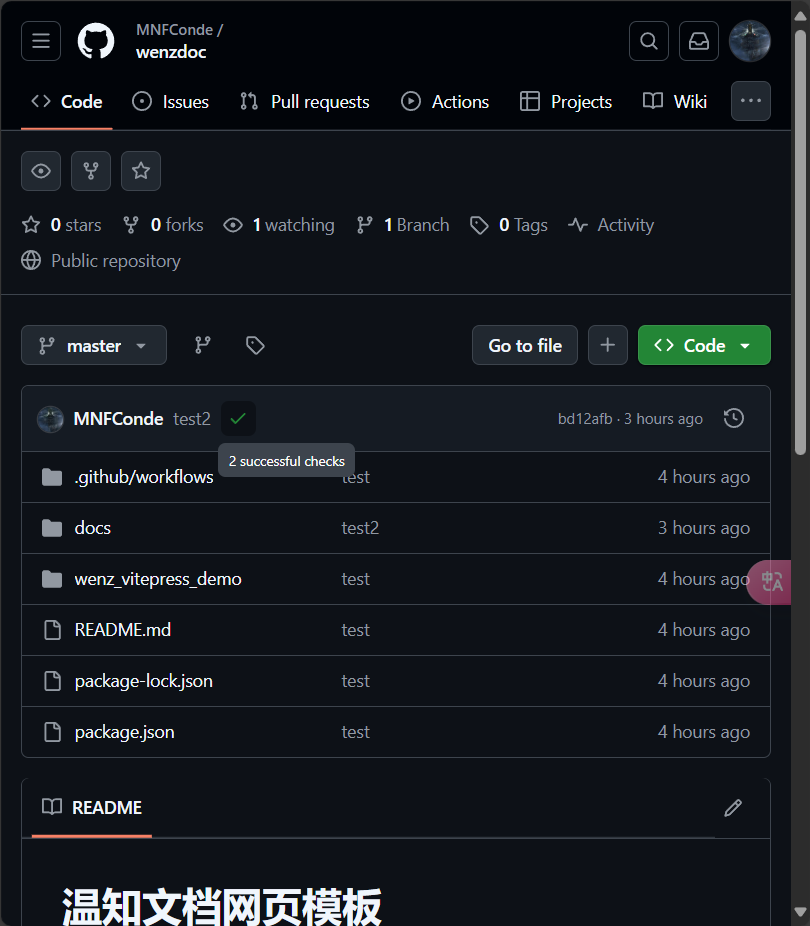 MNFConde /
wenzdoc
Code Issues Pull requests Actions Projects Wiki
0 stars 0 forks 1 watching 1 Branch 0 Tags Activity
Public repository
master Go to file Code
MNFConde test2 bd12afb · 3 hours ago
2 successful checks
.github/workflows test 4 hours ago
docs test2 3 hours ago
wenz_vitepress_demo test 4 hours ago
中A
README.md test 4 hours ago
package-lock.json test 4 hours ago
package.json test 4 hours ago
README
温知文档网页模板